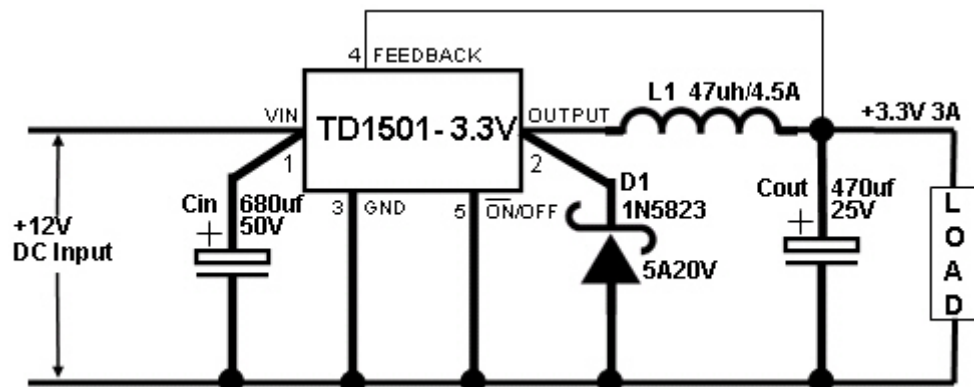 4 FEEDBACK
VIN
TD1501-3.3V
OUTPUT
L1 47uh/4.5A
+3.3V 3A
1
2
Cin
680uf
50V
+
3 GND
5 ON/OFF
D1
1N5823
5A20V
Cout
470uf
25V
+
+12V
DC Input
LOAD